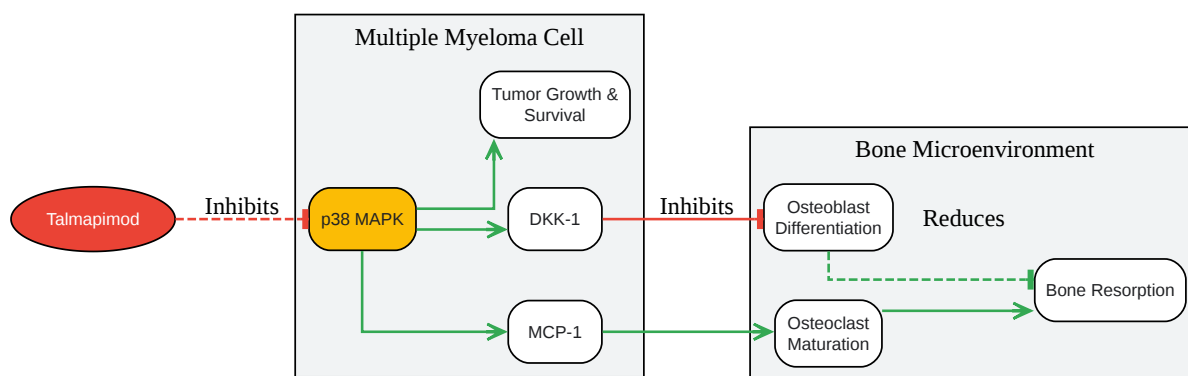 Multiple Myeloma Cell
Tumor Growth &
Survival
Bone Microenvironment
Talmapimod
Inhibits
p38 MAPK
DKK-1
Inhibits
Osteoblast
Differentiation
Reduces
Bone Resorption
MCP-1
Osteoclast
Maturation